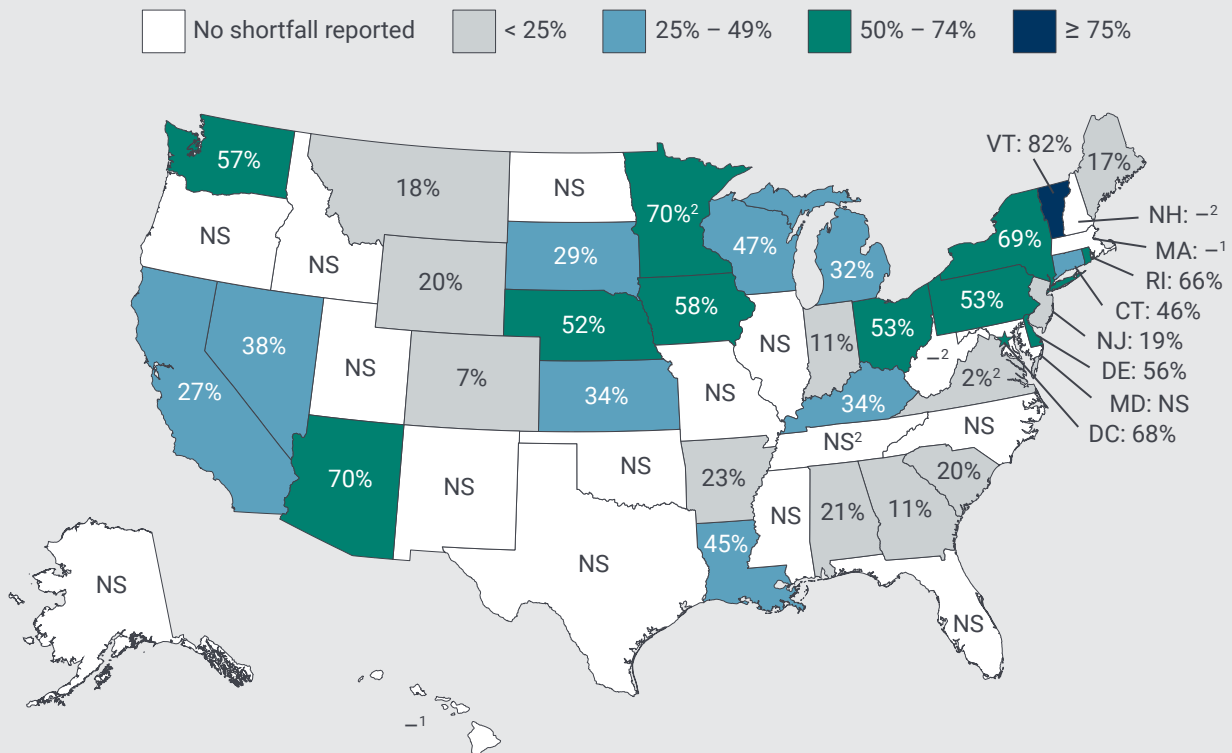 No shortfall reported
< 25%
25% – 49%
50% – 74%
≥ 75%
57%
18%
NS
70%²
VT: 82%
17%
NS
NS
20%
29%
47%
32%
69%
NH: –²
MA: –¹
RI: 66%
CT: 46%
NJ: 19%
DE: 56%
MD: NS
DC: 68%
27%
38%
NS
7%
52%
58%
NS
11%
53%
53%
–²
2%²
34%
NS
34%
NS²
NS
70%
NS
NS
23%
20%
NS
45%
NS
21%
11%
NS
NS
–¹